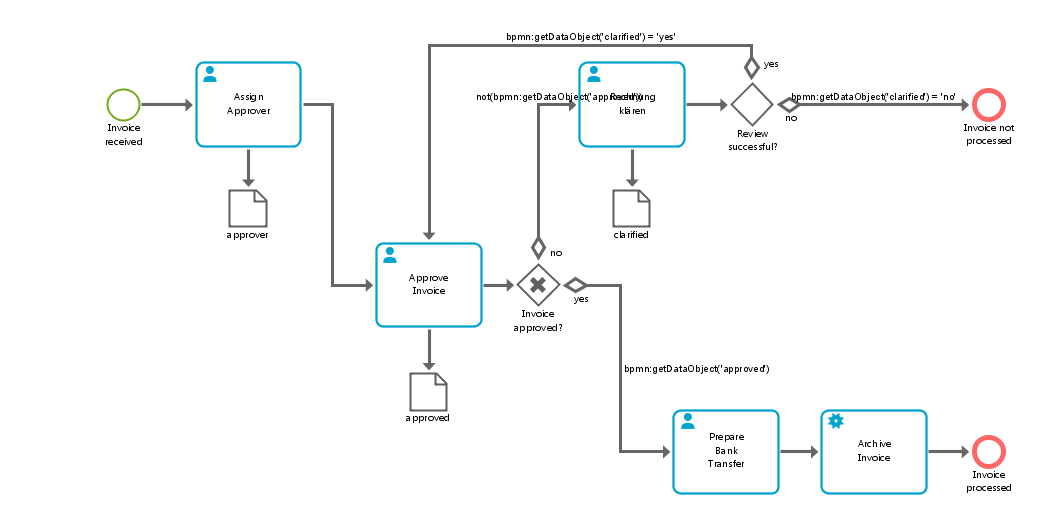 bpmn:getDataObject('clarified') = 'yes'
yes
Assign
Approver
not(bpmn:getDataObject('approved'))
Rechnung
klären
bpmn:getDataObject('clarified') = 'no'
no
Invoice
received
Review
successful?
Invoice not
processed
approver
clarified
no
Approve
Invoice
yes
Invoice
approved?
bpmn:getDataObject('approved')
approved
Prepare
Bank
Transfer
Archive
Invoice
Invoice
processed